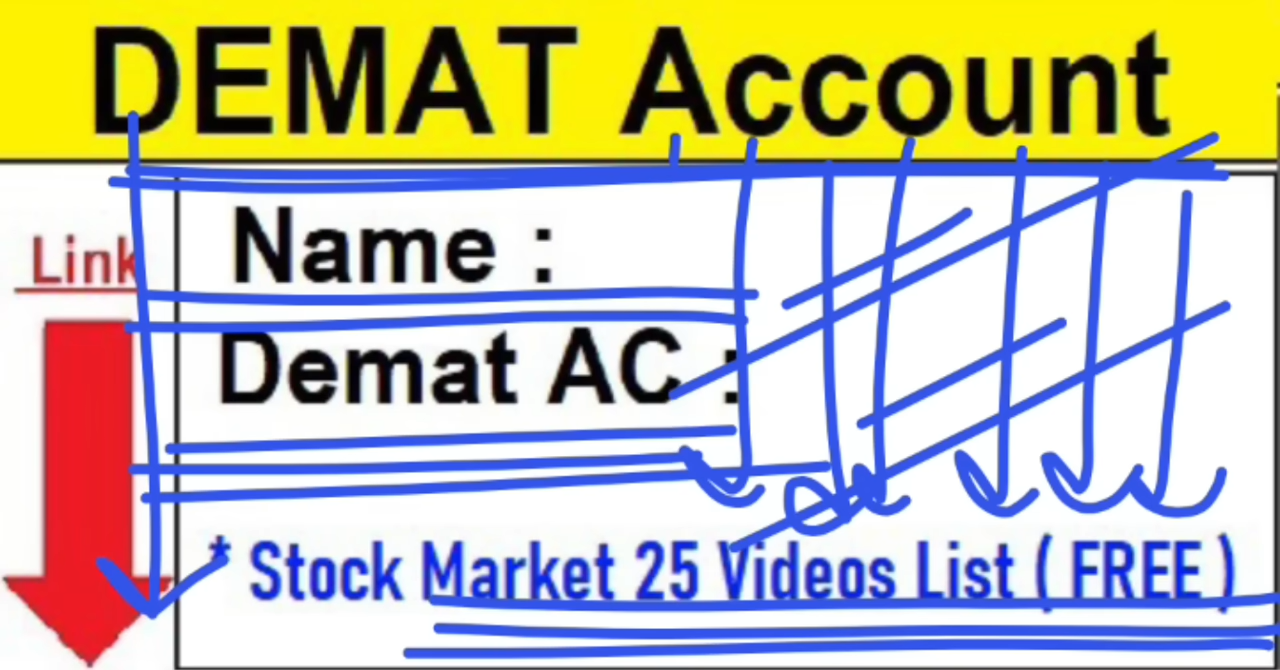 DEMAT Account
Link
Name :
Demat AC :
* Stock Market 25 Videos List ( FREE )